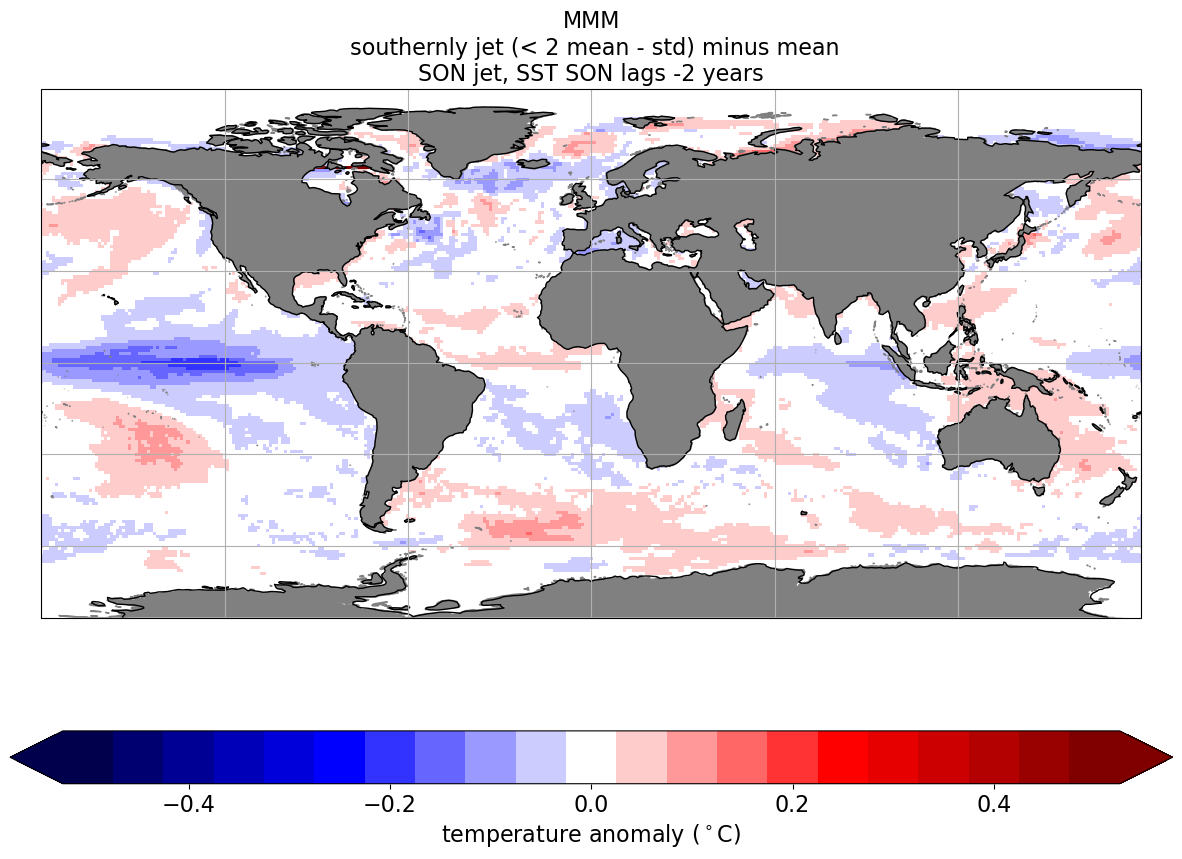 MMM
southernly jet (< 2 mean - std) minus mean
SON jet, SST SON lags -2 years
−0.4 −0.2 0.0 0.2 0.4
temperature anomaly (°C)